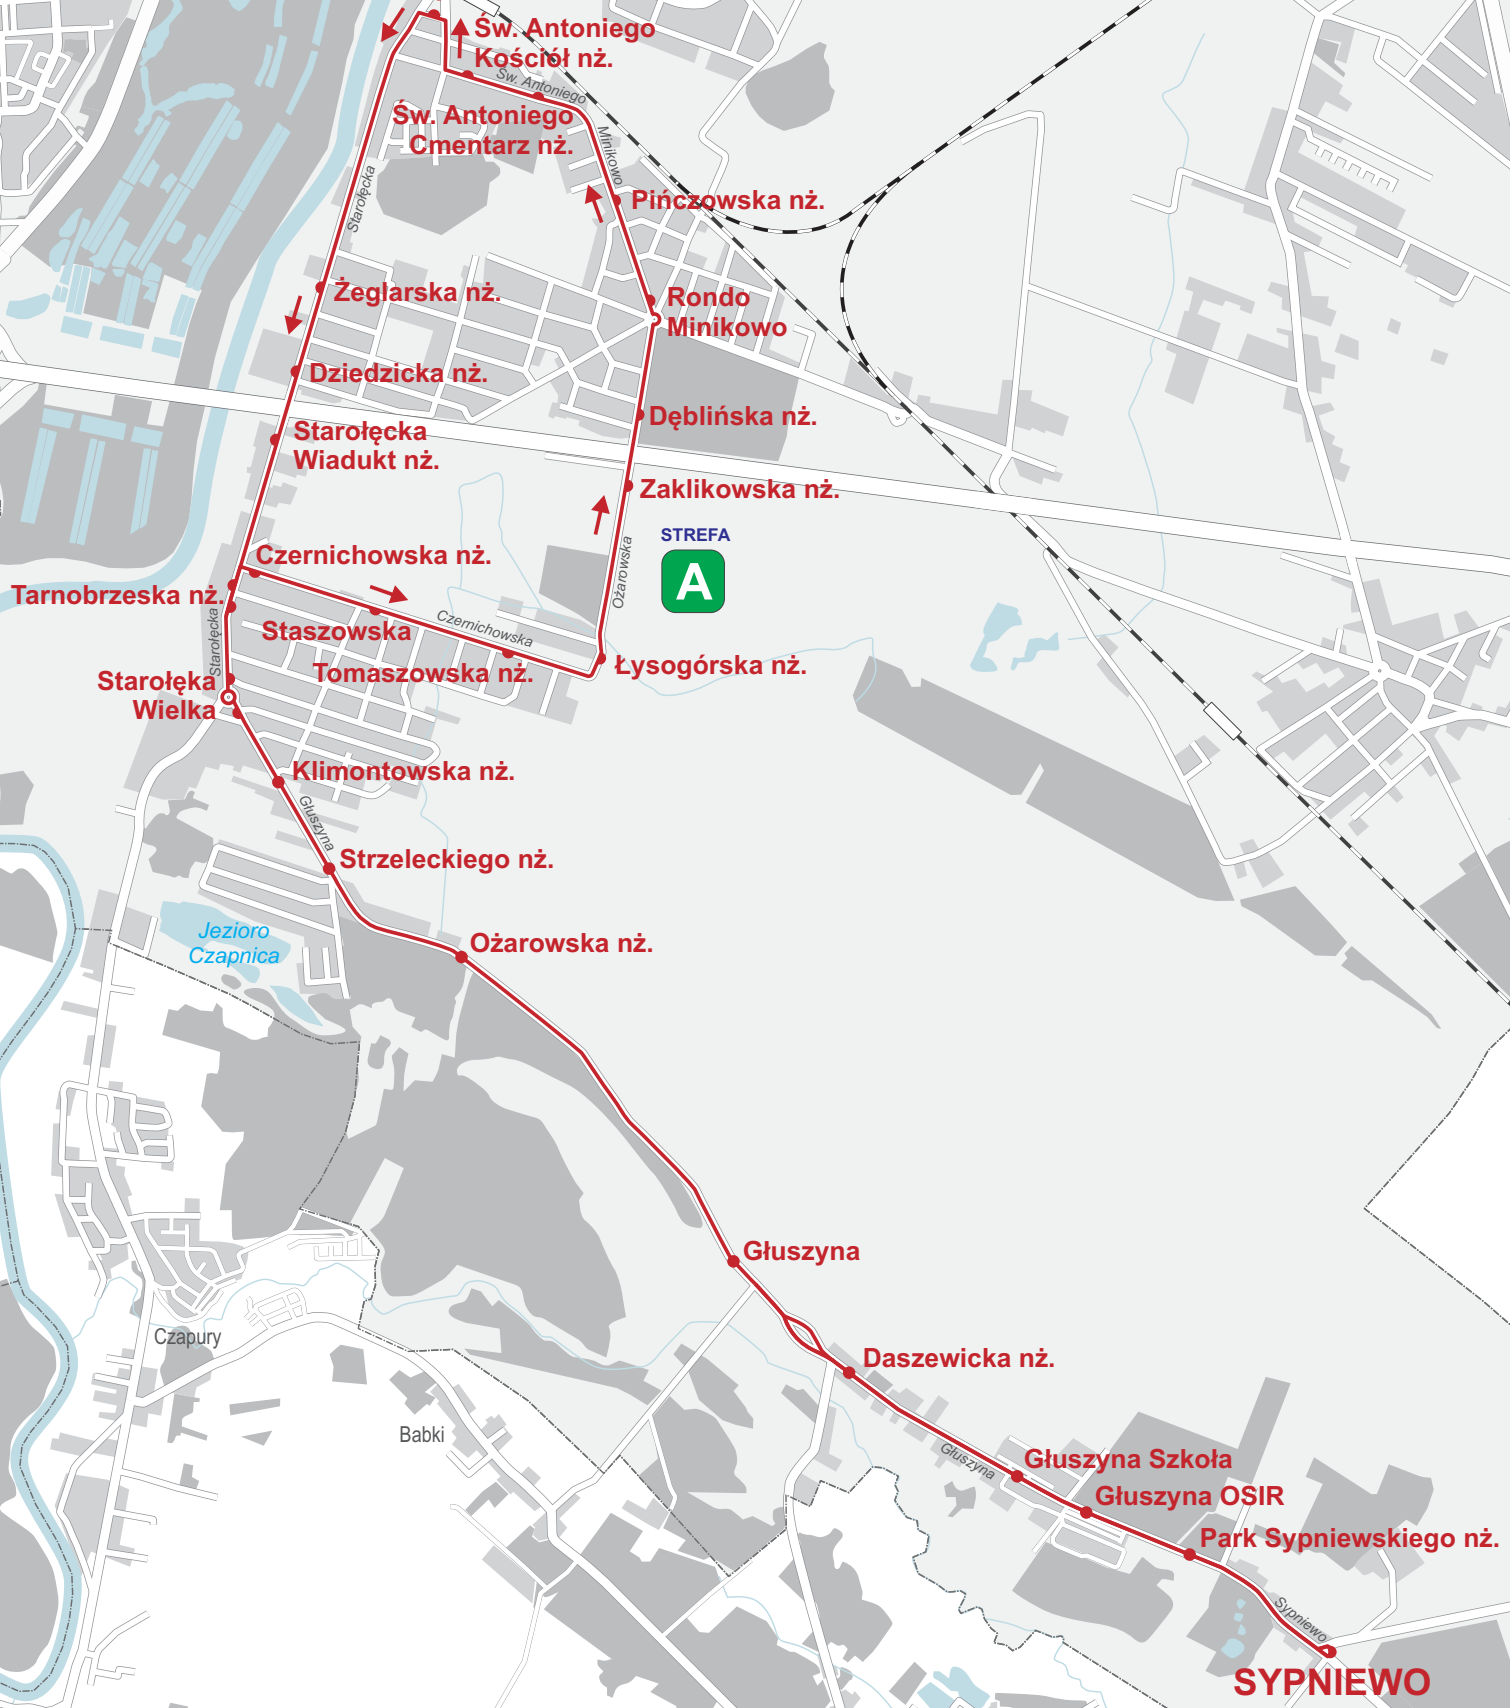 Św. Antoniego
Kościół nż.
Św. Antoniego
Św. Antoniego
Cmentarz nż.
Minikowo
Starołęcka
Pińczowska nż.
Żeglarska nż.
Rondo
Minikowo
Dziedzicka nż.
Dęblińska nż.
Starołęcka
Wiadukt nż.
Zaklikowska nż.
STREFA
A
Ożarowska
Czernichowska nż.
Tarnobrzeska nż.
Staszowska
Czernichowska
Starołęcka
Tomaszowska nż.
Łysogórska nż.
Starołęka
Wielka
Klimontowska nż.
Głuszyna
Strzeleckiego nż.
Jezioro
Czapnica
Ożarowska nż.
Głuszyna
Czapury
Daszewicka nż.
Babki
Głuszyna
Głuszyna Szkoła
Głuszyna OSIR
Park Sypniewskiego nż.
Sypniewo
SYPNIEWO